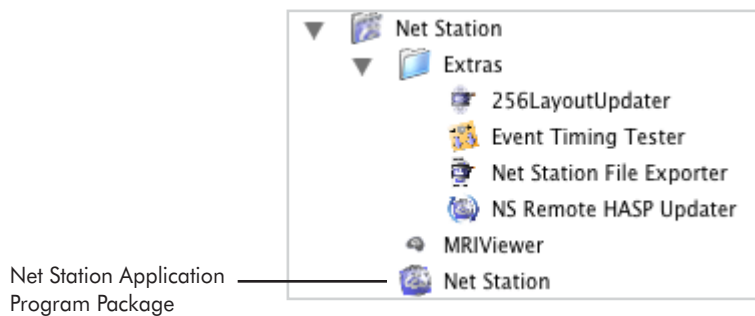 Net Station
Extras
256LayoutUpdater
Event Timing Tester
Net Station File Exporter
NS Remote HASP Updater
MRIViewer
Net Station
Net Station Application
Program Package